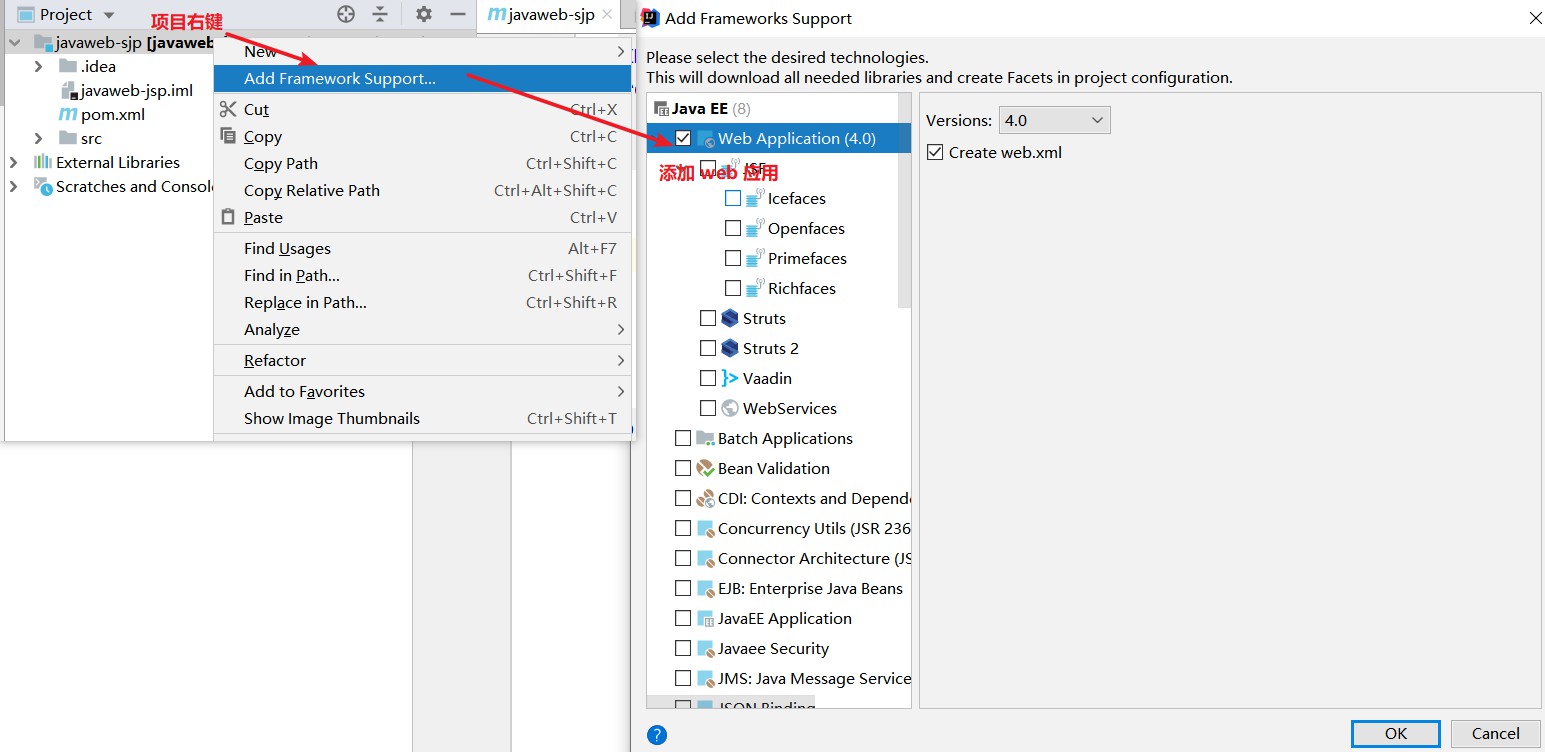 Project
javaweb-sjp
项目右键
javaweb-sjp [javaweb
.idea
javaweb-jsp.iml
pom.xml
src
External Libraries
Scratches and Consol
New
Add Framework Support...
Cut Ctrl+X
Copy Ctrl+C
Copy Path Ctrl+Shift+C
Copy Relative Path Ctrl+Alt+Shift+C
Paste Ctrl+V
Find Usages Alt+F7
Find in Path... Ctrl+Shift+F
Replace in Path... Ctrl+Shift+R
Analyze
Refactor
Add to Favorites
Show Image Thumbnails Ctrl+Shift+T
Add Frameworks Support
Please select the desired technologies.
This will download all needed libraries and create Facets in project configuration.
Java EE (8)
Web Application (4.0)
添加 web 应用
JSF
Icefaces
Openfaces
Primefaces
Richfaces
Struts
Struts 2
Vaadin
WebServices
Batch Applications
Bean Validation
CDI: Contexts and Depende
Concurrency Utils (JSR 236
Connector Architecture (JS
EJB: Enterprise Java Beans
JavaEE Application
Javaee Security
JMS: Java Message Service
JSON Binding
Versions: 4.0
Create web.xml
OK
Cancel